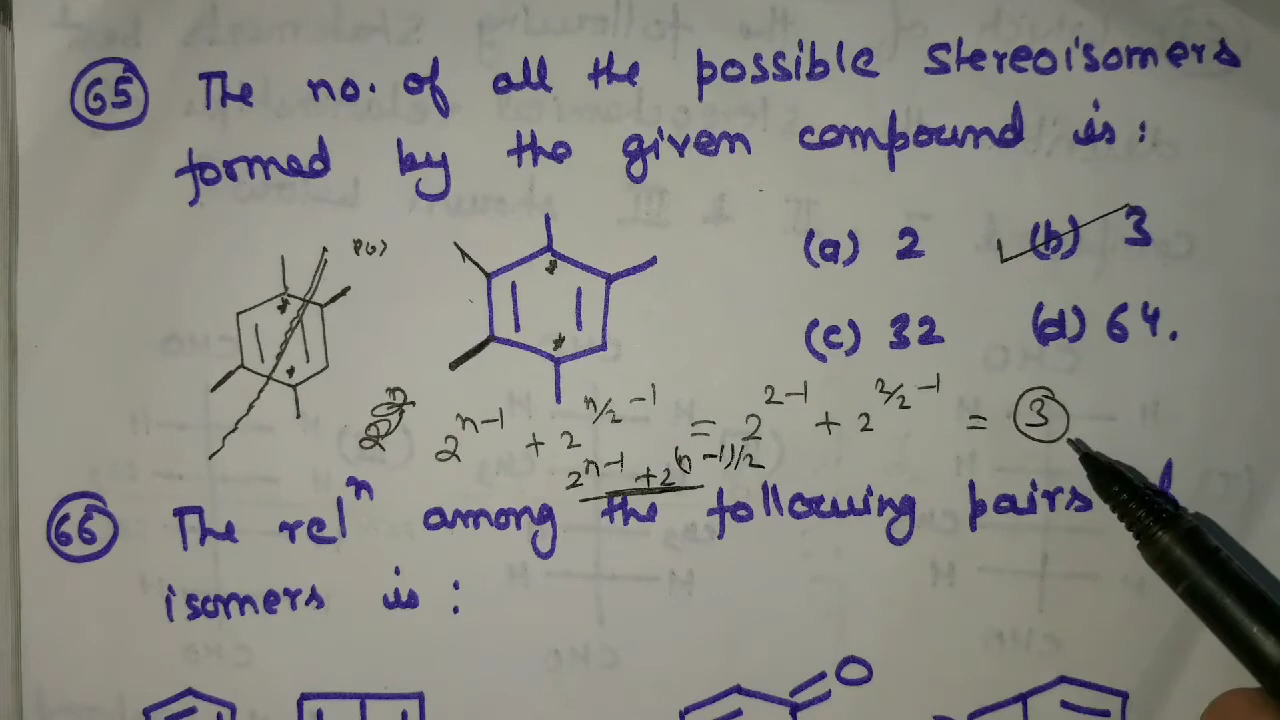 65 The no. of all the possible stereoisomers
formed by the given compound is:
(a) 2 (b) 3
(c) 32 (d) 64.
2^{n-1} + 2^{n/2 -1} = 2^{2-1} + 2^{2/2 -1} = 3
2^{n-1} + 2^{(n-1)/2}
66 The rel^n among the following pairs of
isomers is:
O